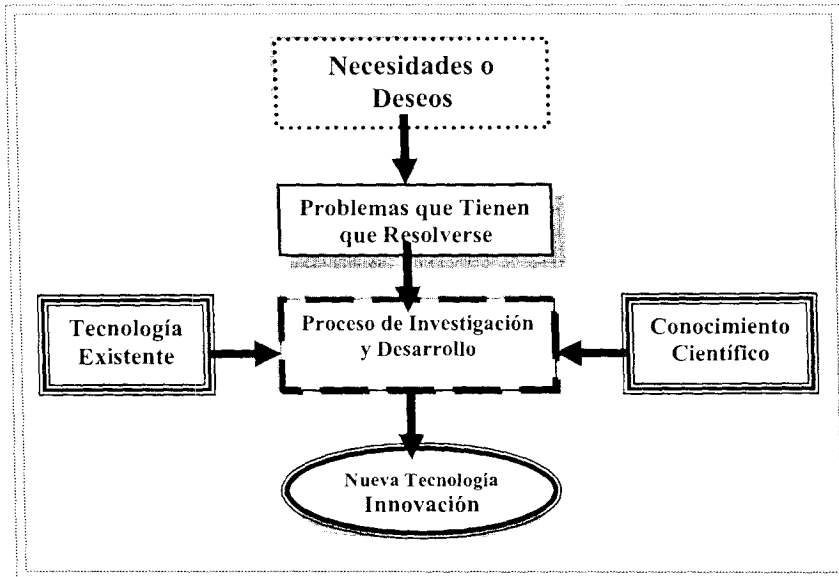 Necesidades o
Deseos
Problemas que Tienen
que Resolverse
Tecnología
Existente
Proceso de Investigación
y Desarrollo
Conocimiento
Científico
Nueva Tecnología
Innovación